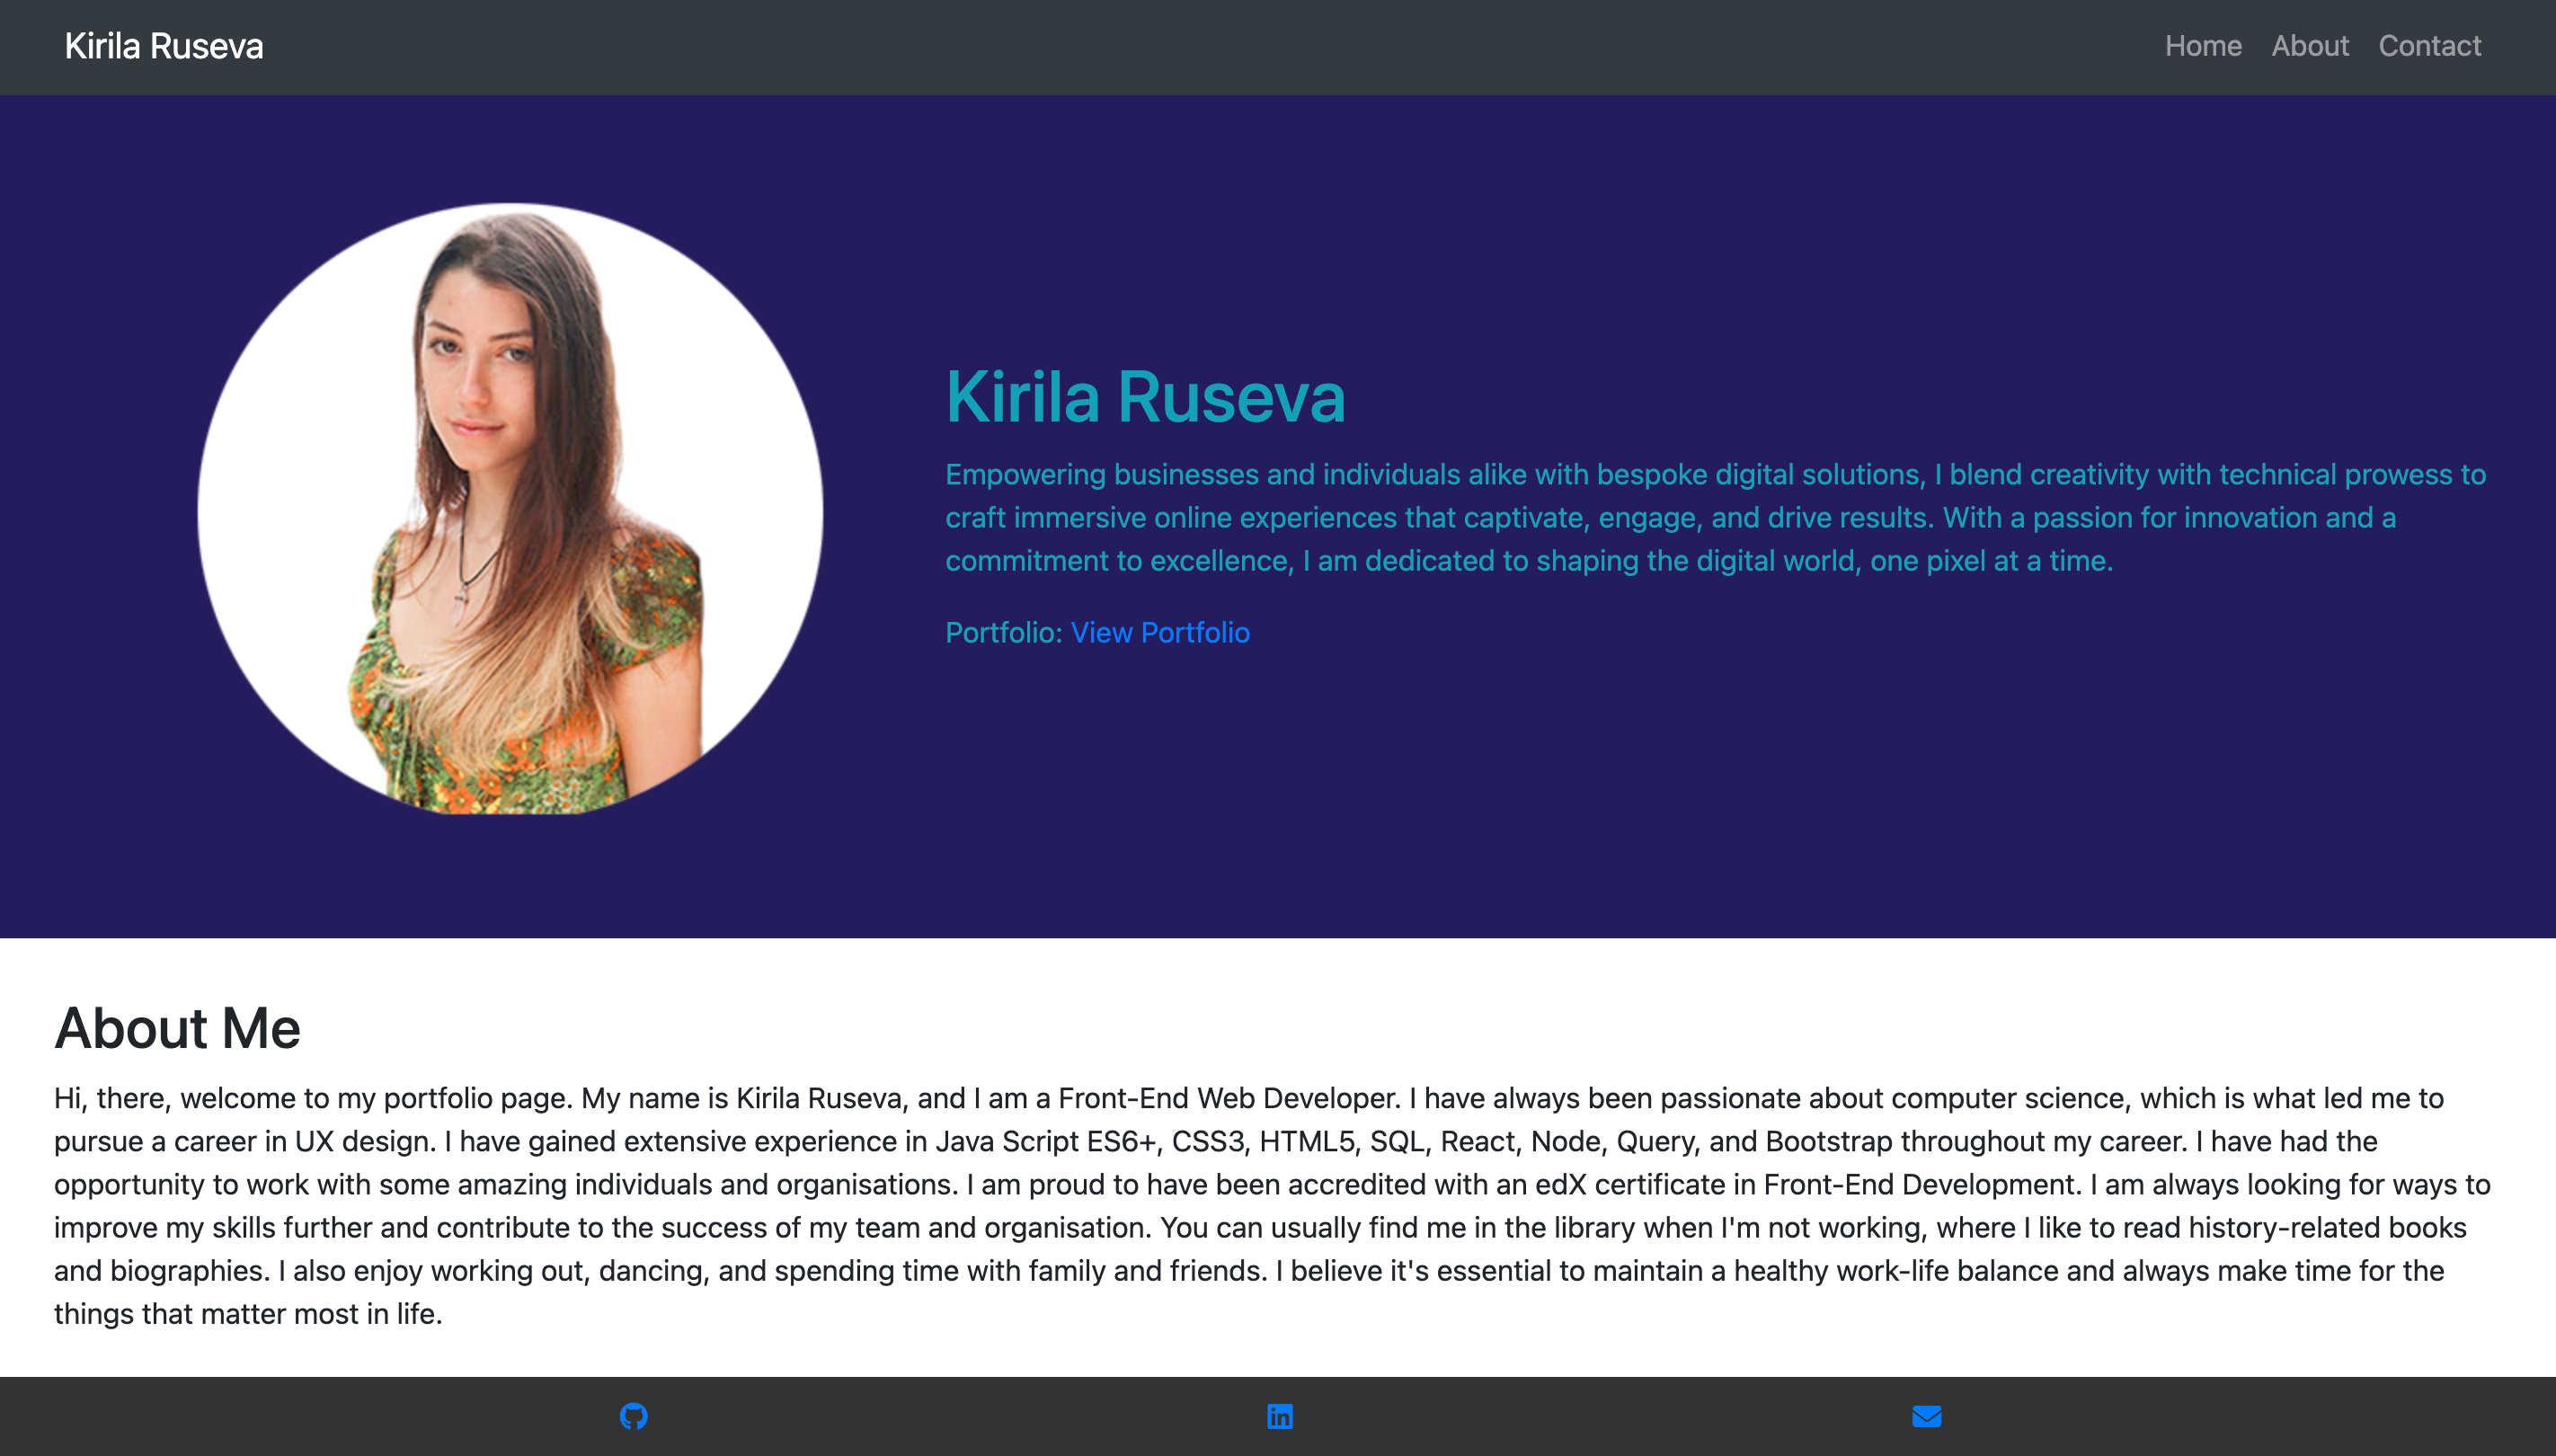 Kirila Ruseva
Home About Contact
Kirila Ruseva
Empowering businesses and individuals alike with bespoke digital solutions, I blend creativity with technical prowess to
craft immersive online experiences that captivate, engage, and drive results. With a passion for innovation and a
commitment to excellence, I am dedicated to shaping the digital world, one pixel at a time.
Portfolio: View Portfolio
About Me
Hi, there, welcome to my portfolio page. My name is Kirila Ruseva, and I am a Front-End Web Developer. I have always been passionate about computer science, which is what led me to
pursue a career in UX design. I have gained extensive experience in Java Script ES6+, CSS3, HTML5, SQL, React, Node, Query, and Bootstrap throughout my career. I have had the
opportunity to work with some amazing individuals and organisations. I am proud to have been accredited with an edX certificate in Front-End Development. I am always looking for ways to
improve my skills further and contribute to the success of my team and organisation. You can usually find me in the library when I'm not working, where I like to read history-related books
and biographies. I also enjoy working out, dancing, and spending time with family and friends. I believe it's essential to maintain a healthy work-life balance and always make time for the
things that matter most in life.
in